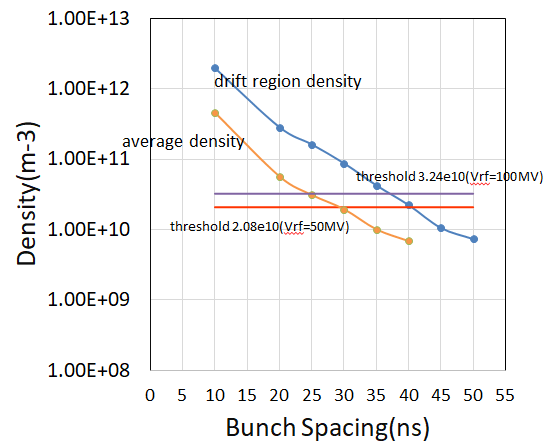 1.00E+13
drift region density
1.00E+12
average density
1.00E+11
threshold 3.24e10(Vrf=100MV)
1.00E+10
threshold 2.08e10(Vrf=50MV)
1.00E+09
1.00E+08
Density(m-3)
0 5 10 15 20 25 30 35 40 45 50 55
Bunch Spacing(ns)